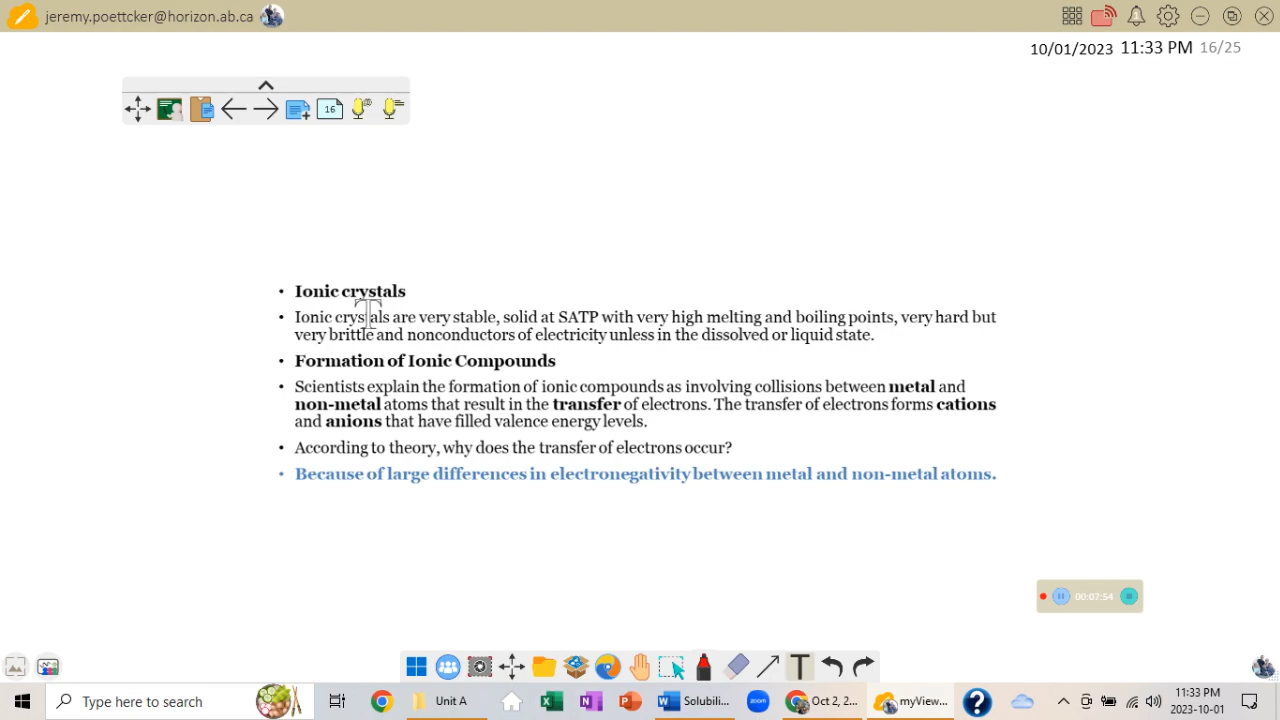 jeremy.poettcker@horizon.ab.ca
10/01/2023 11:33 PM 16/25
16
• Ionic crystals
• Ionic crystals are very stable, solid at SATP with very high melting and boiling points, very hard but
very brittle and nonconductors of electricity unless in the dissolved or liquid state.
• Formation of Ionic Compounds
• Scientists explain the formation of ionic compounds as involving collisions between metal and
non-metal atoms that result in the transfer of electrons. The transfer of electrons forms cations
and anions that have filled valence energy levels.
• According to theory, why does the transfer of electrons occur?
• Because of large differences in electronegativity between metal and non-metal atoms.
00:07:54
T
Type here to search
Unit A
Solubili...
zoom
Oct 2, 2...
myView...
11:33 PM
2023-10-01